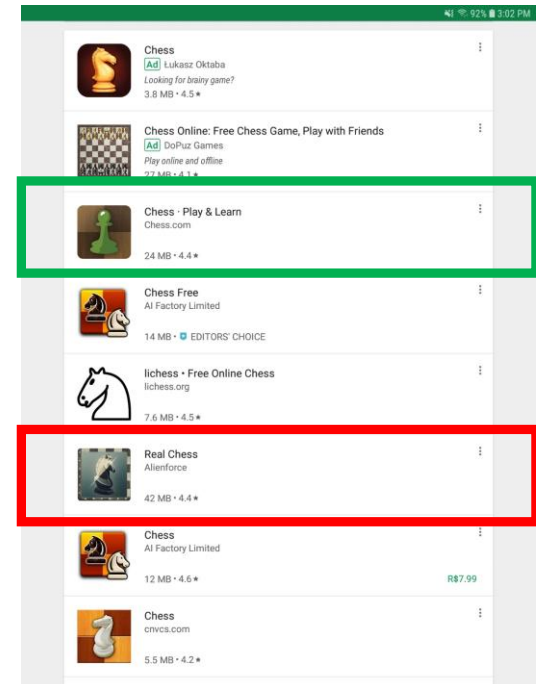 92% 3:02 PM
Chess
Ad Łukasz Oktaba
Looking for brainy game?
3.8 MB • 4.5 ★
Chess Online: Free Chess Game, Play with Friends
Ad DoPuz Games
Play online and offline
27 MB • 4.1 ★
Chess · Play & Learn
Chess.com
24 MB • 4.4 ★
Chess Free
AI Factory Limited
14 MB • EDITORS' CHOICE
lichess • Free Online Chess
lichess.org
7.6 MB • 4.5 ★
Real Chess
Alienforce
42 MB • 4.4 ★
Chess
AI Factory Limited
12 MB • 4.6 ★ R$7.99
Chess
cnvcs.com
5.5 MB • 4.2 ★